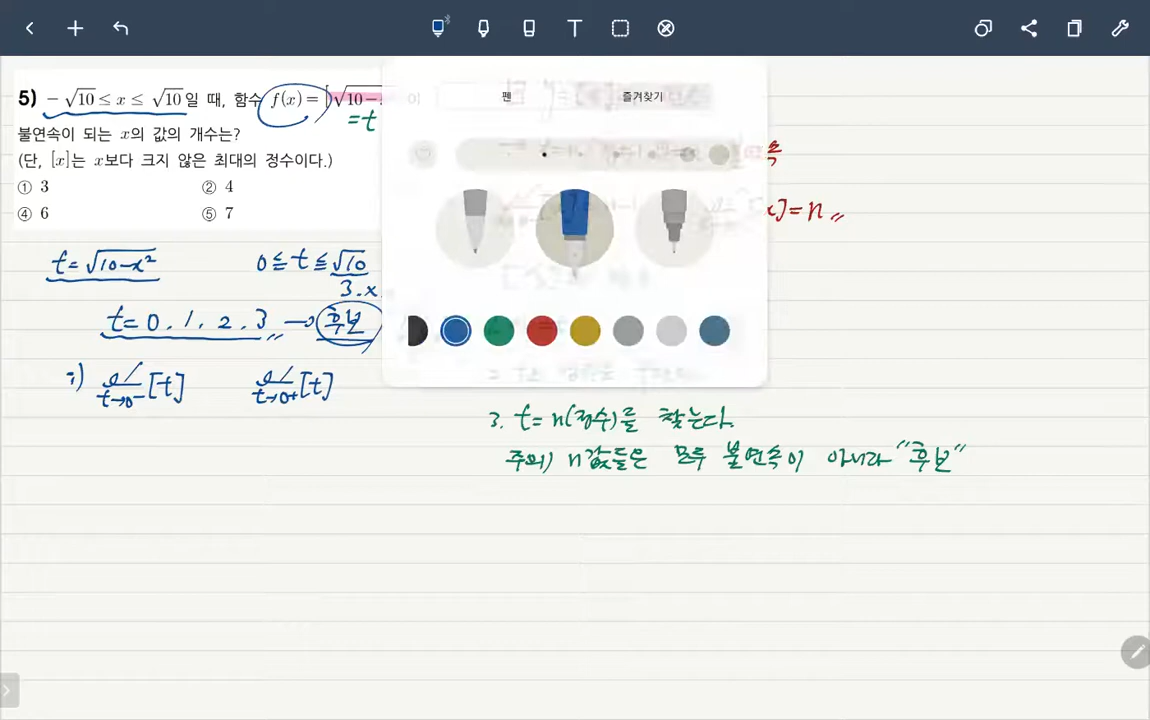 펜 즐겨찾기
5) -√10 ≤ x ≤ √10 일 때, 함수 f(x) = [√10-
= t
불연속이 되는 x의 값의 개수는?
(단, [x]는 x보다 크지 않은 최대의 정수이다.)
① 3 ② 4
④ 6 ⑤ 7
x]=n〃
t=√10-x² 0≦t≦√10
3.x
t=0.1.2.3 → 후보
i) t→0- [t] t→0+ [t]
3. t=n(정수)를 찾는다.
주의) n값들은 모두 불연속이 아니라 "후보"